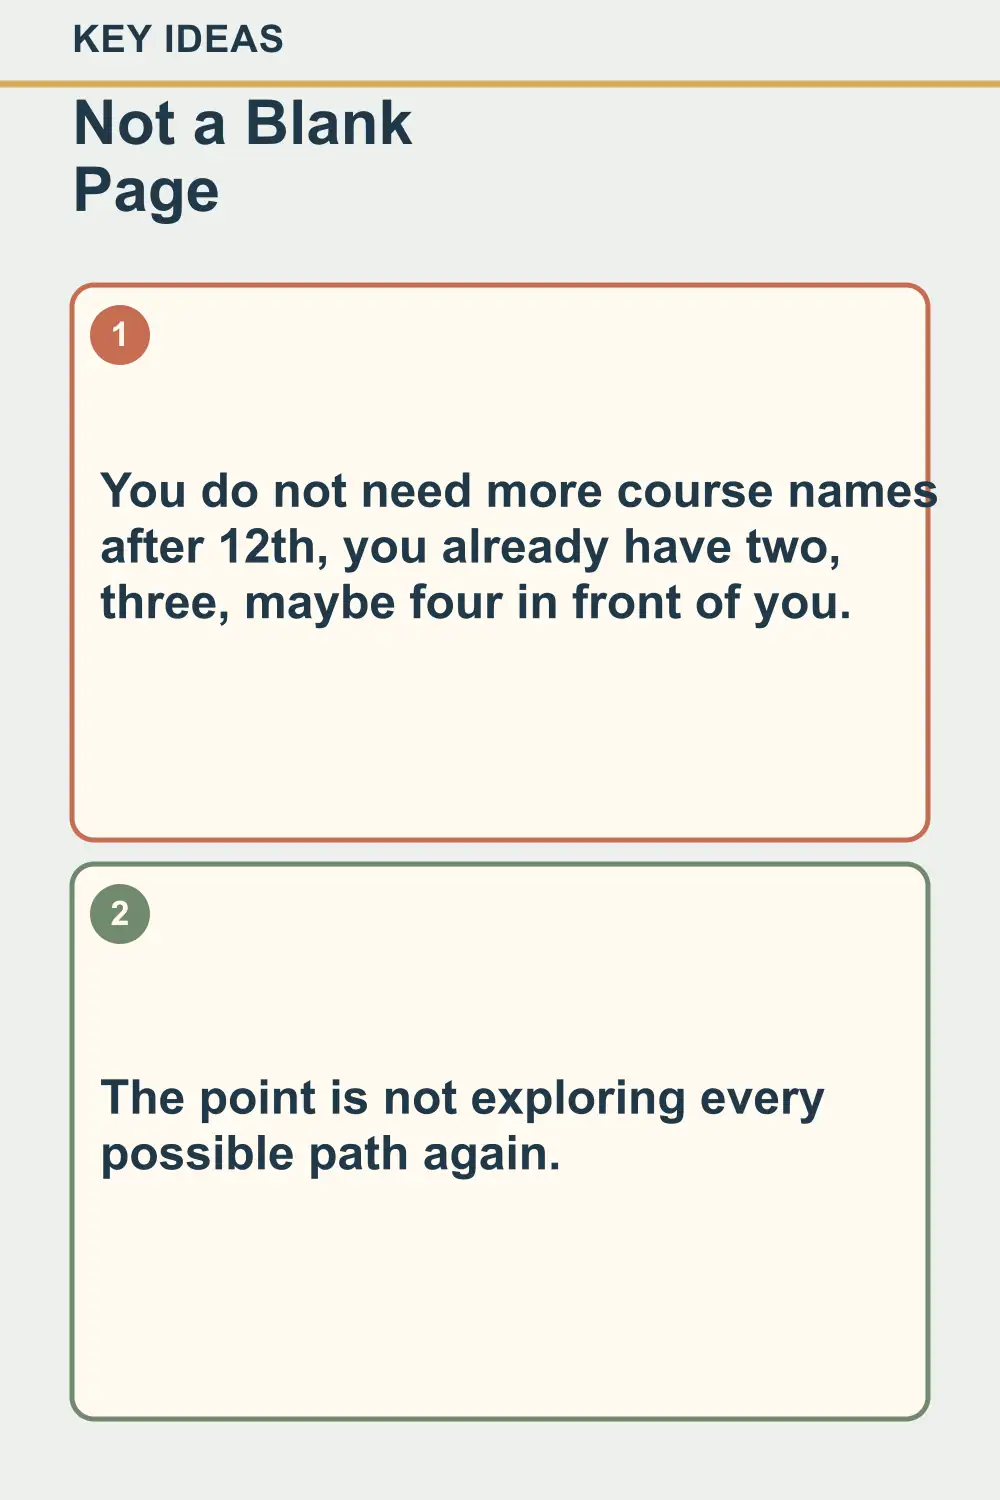 KEY IDEAS
Not a Blank
Page
1
You do not need more course names
after 12th, you already have two,
three, maybe four in front of you.
2
The point is not exploring every
possible path again.